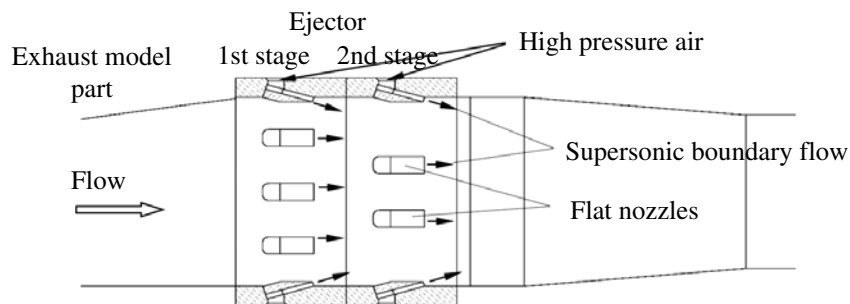 Ejector
1st stage 2nd stage
High pressure air
Exhaust model
part
Supersonic boundary flow
Flow
Flat nozzles